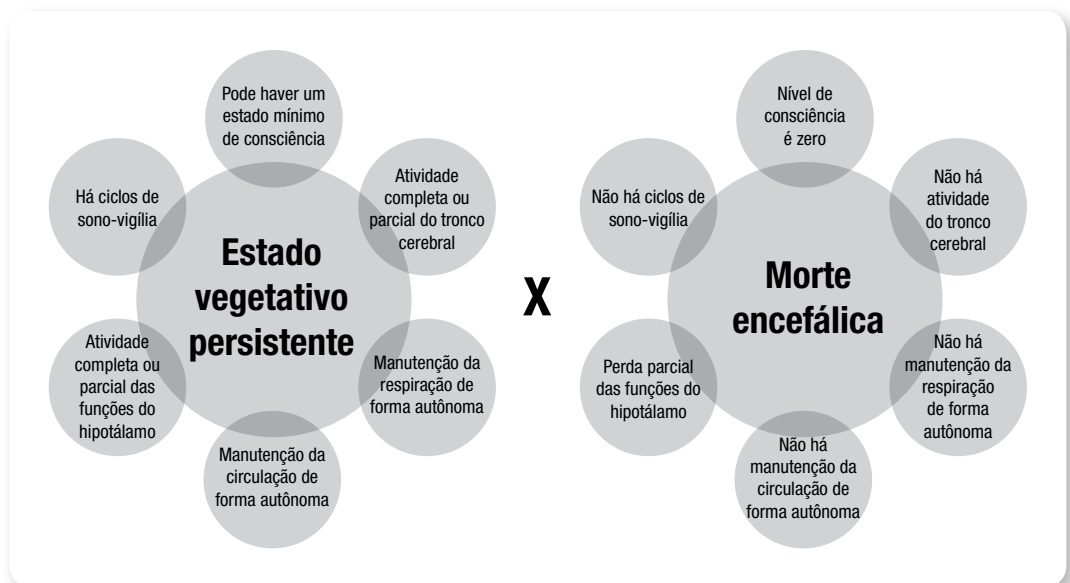 Pode haver um
estado mínimo
de consciência
Há ciclos de
sono-vigília
Atividade
completa ou
parcial do tronco
cerebral
Estado
vegetativo
persistente
Atividade
completa ou
parcial das
funções do
hipotálamo
Manutenção da
respiração de
forma autônoma
Manutenção da
circulação de
forma autônoma
X
Nível de
consciência
é zero
Não há ciclos de
sono-vigília
Não há
atividade
do tronco
cerebral
Morte
encefálica
Perda parcial
das funções do
hipotálamo
Não há
manutenção da
respiração
de forma
autônoma
Não há
manutenção da
circulação de
forma autônoma